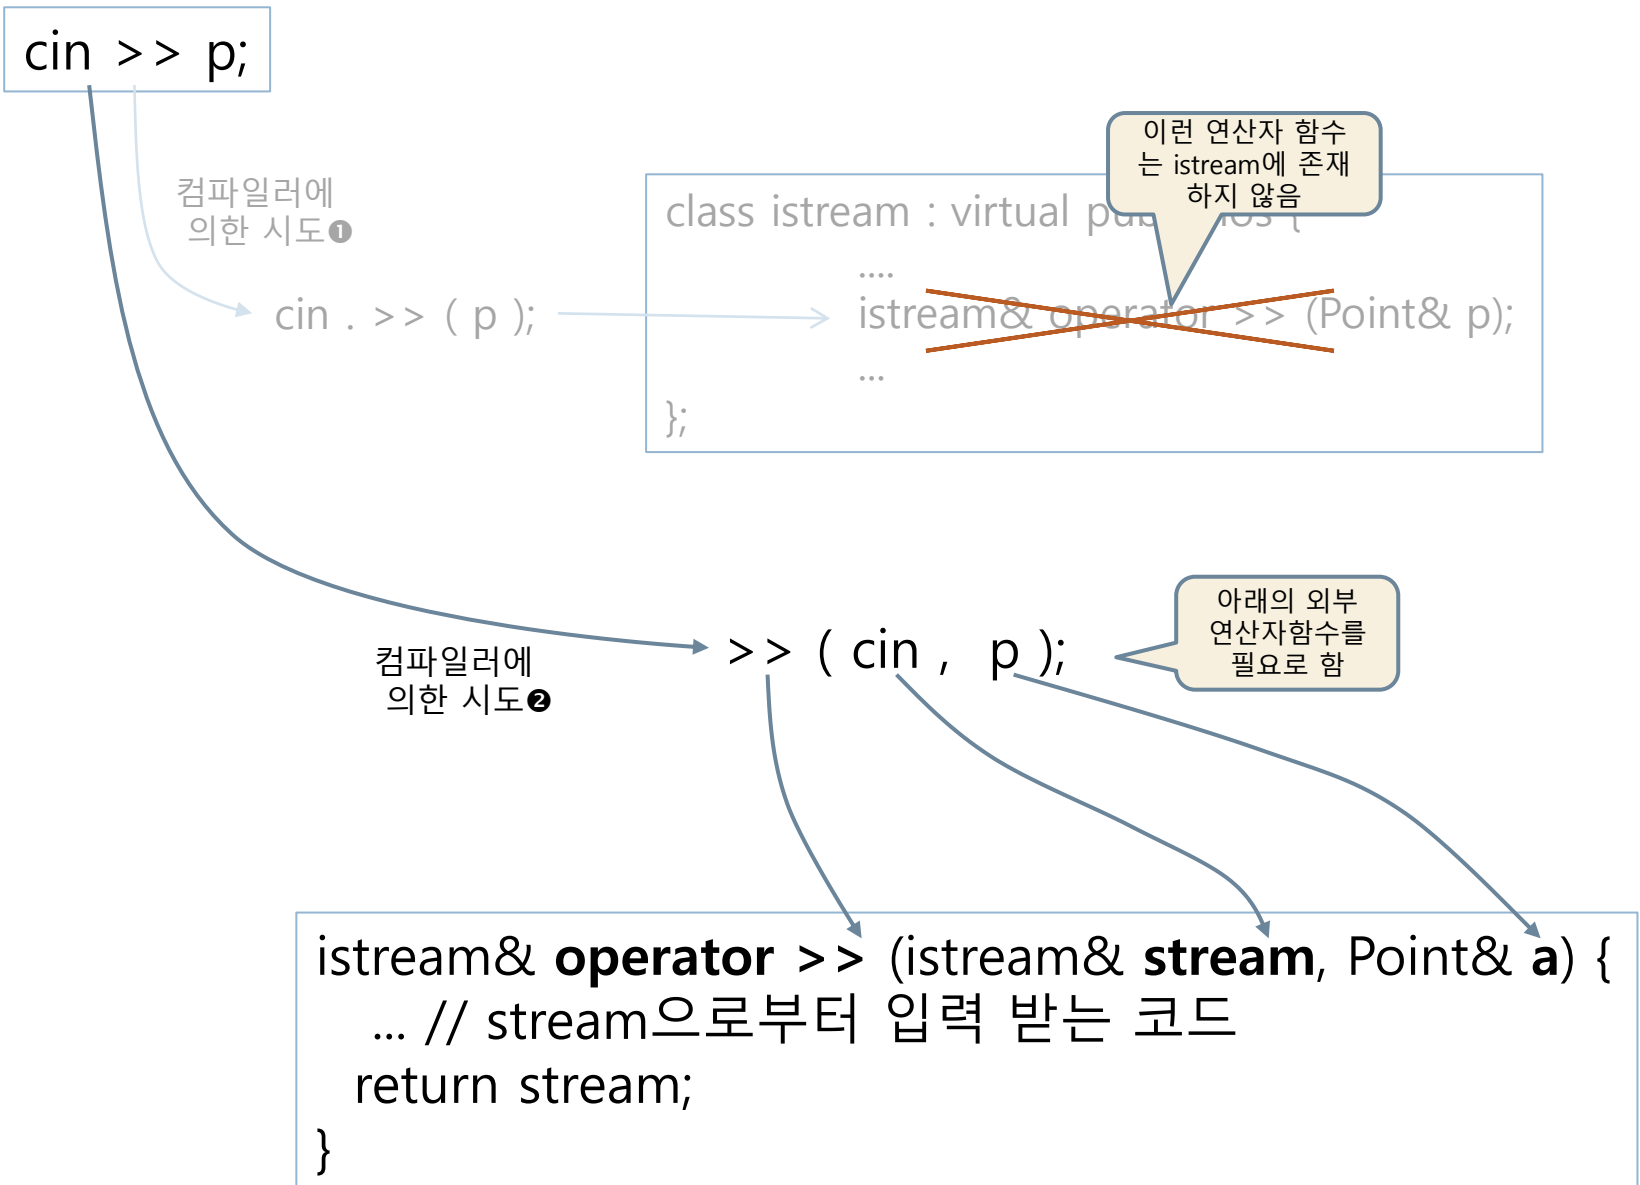 cin >> p;
이런 연산자 함수
는 istream에 존재
하지 않음
컴파일러에
의한 시도❶
class istream : virtual pub ios {
....
cin . >> ( p );
istream& operator >> (Point& p);
...
};
아래의 외부
연산자함수를
필요로 함
>> ( cin , p );
컴파일러에
의한 시도❷
istream& operator >> (istream& stream, Point& a) {
... // stream으로부터 입력 받는 코드
return stream;
}